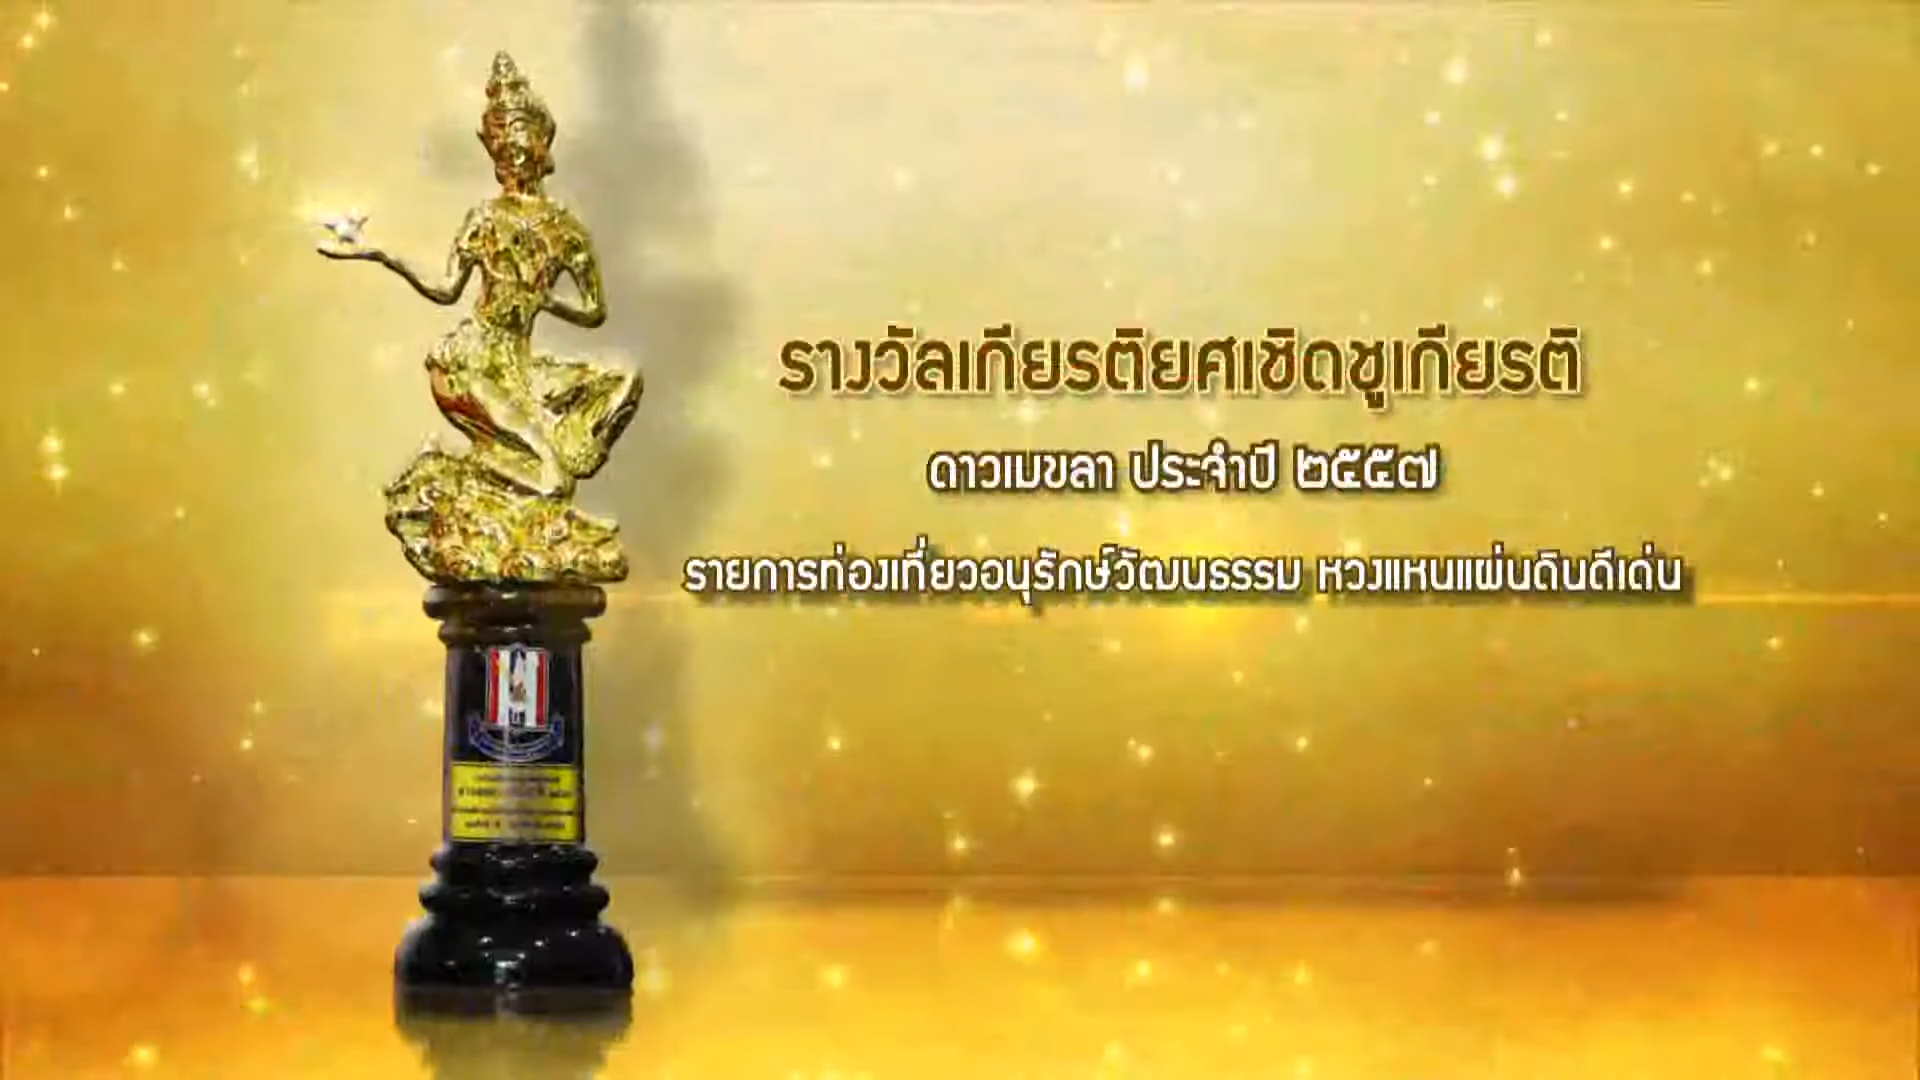 รางวัลเกียรติยศเชิดชูเกียรติ
ดาวเมขลา ประจำปี ๒๕๕๗
รายการท่องเที่ยวอนุรักษ์วัฒนธรรม หวงแหนแผ่นดินดีเด่น